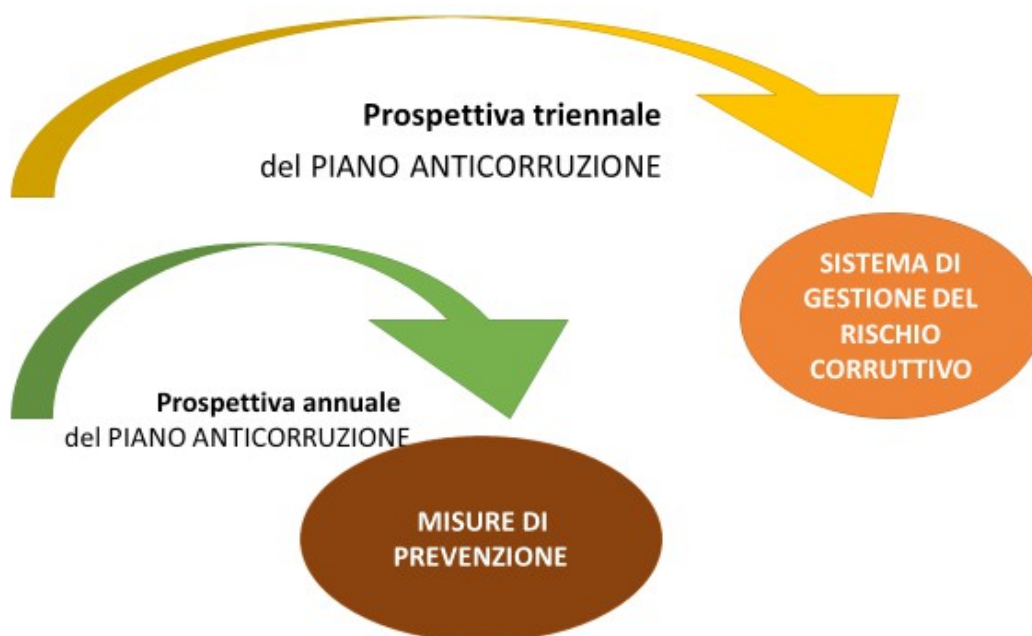 Prospettiva triennale
del PIANO ANTICORRUZIONE
SISTEMA DI
GESTIONE DEL
RISCHIO
CORRUTTIVO
Prospettiva annuale
del PIANO ANTICORRUZIONE
MISURE DI
PREVENZIONE